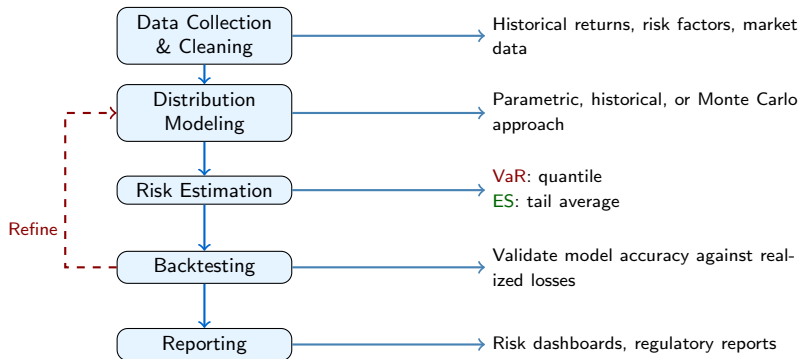 Data Collection
& Cleaning
Historical returns, risk factors, market
data
Distribution
Modeling
Parametric, historical, or Monte Carlo
approach
Risk Estimation
VaR: quantile
ES: tail average
Refine
Backtesting
Validate model accuracy against real-
ized losses
Reporting
Risk dashboards, regulatory reports